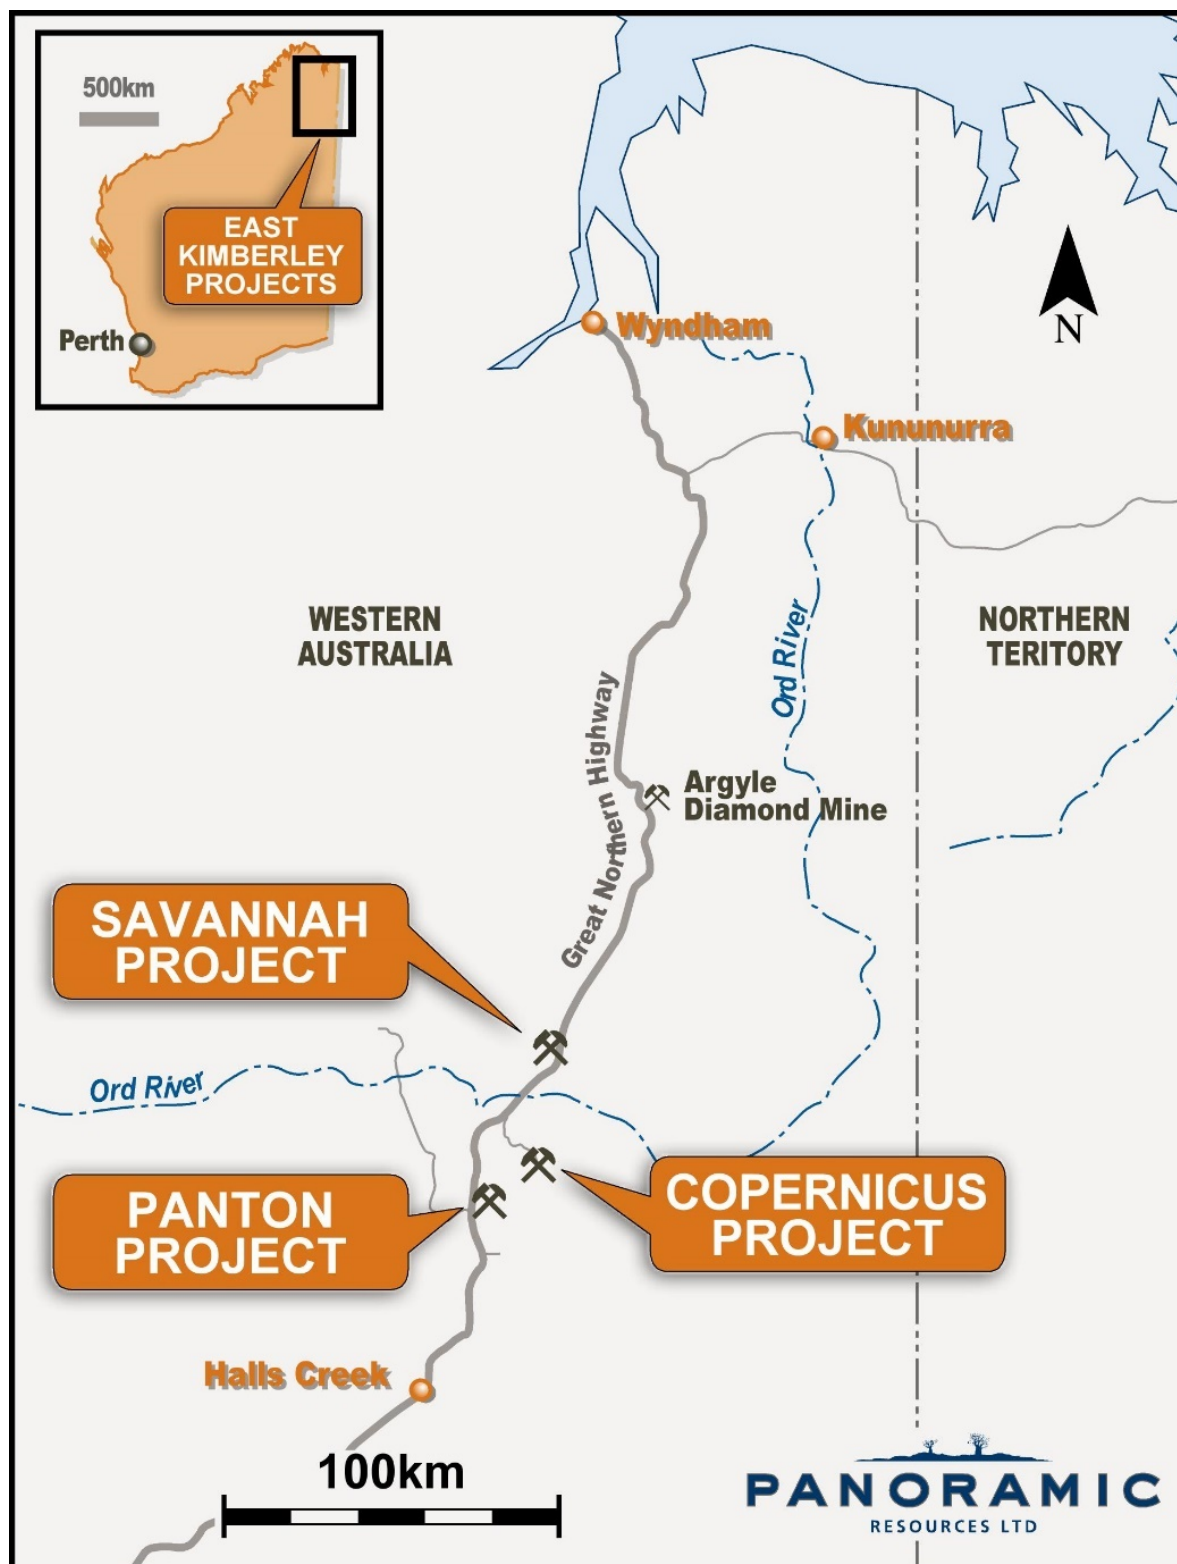 500km
EAST
KIMBERLEY
PROJECTS
Perth
N
Wyndham
Kununurra
WESTERN
AUSTRALIA
NORTHERN
TERITORY
Ord River
Great Northern Highway
Argyle
Diamond Mine
SAVANNAH
PROJECT
Ord River
PANTON
PROJECT
COPERNICUS
PROJECT
Halls Creek
100km
PANORAMIC
RESOURCES LTD